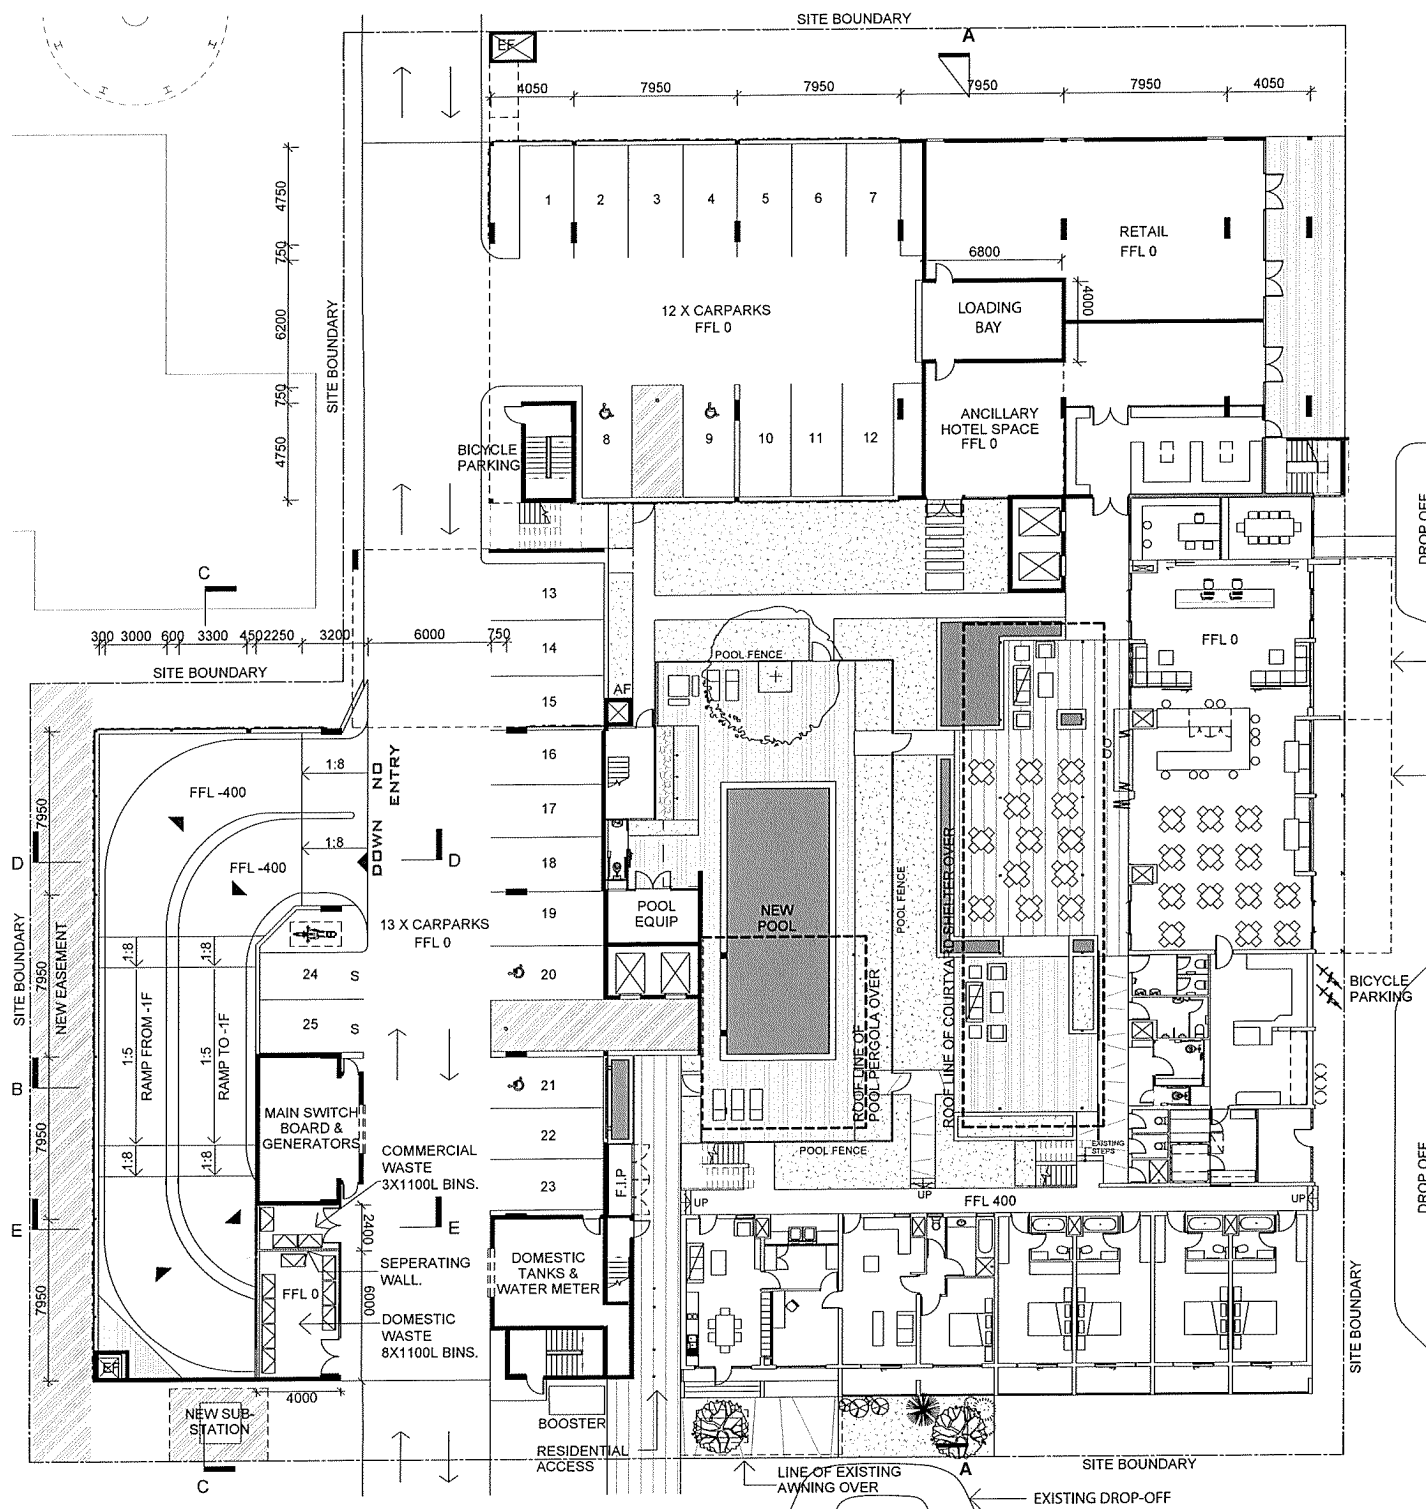 SITE BOUNDARY
EF
A
4050
7950
7950
7950
7950
4050
4750
750
6200
750
4750
SITE BOUNDARY
1
2
3
4
5
6
7
12 X CARPARKS
FFL 0
RETAIL
FFL 0
6800
4000
LOADING
BAY
ANCILLARY
HOTEL SPACE
FFL 0
8
9
10
11
12
BICYCLE
PARKING
DROP OFF
C
300
3000
600
3300
450
2250
3200
6000
750
SITE BOUNDARY
13
14
15
16
17
18
19
20
21
22
23
AF
POOL FENCE
FFL 0
FFL -400
1:8
NO
ENTRY
DOWN
FFL -400
1:8
D
D
7950
7950
7950
7950
SITE BOUNDARY
NEW EASEMENT
13 X CARPARKS
FFL 0
POOL
EQUIP
NEW
POOL
POOL FENCE
ROOF LINE OF COURTYARD SHELTER OVER
ROOF LINE OF
POOL PERGOLA OVER
1:8
1:8
24
S
25
S
RAMP FROM -1F
1:5
RAMP TO -1F
1:5
1:8
1:8
B
E
E
MAIN SWITCH
BOARD &
GENERATORS
COMMERCIAL
WASTE
3X1100L BINS.
2400
SEPERATING
WALL.
FFL 0
6000
DOMESTIC
WASTE
8X1100L BINS.
BICYCLE
PARKING
DROP OFF
F.I.P
POOL FENCE
EXISTING
STEPS
UP
UP
FFL 400
UP
DOMESTIC
TANKS &
WATER METER
EF
4000
NEW SUB-
STATION
C
BOOSTER
RESIDENTIAL
ACCESS
LINE OF EXISTING
AWNING OVER
A
SITE BOUNDARY
SITE BOUNDARY
EXISTING DROP-OFF